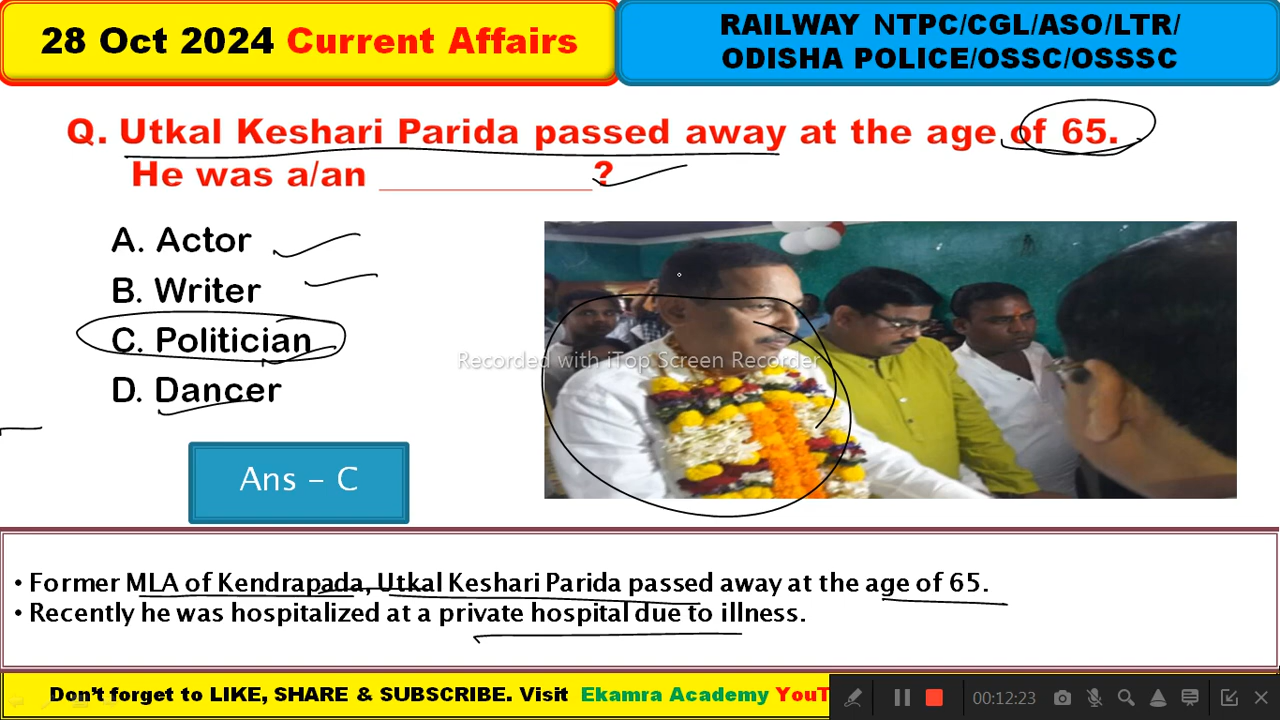 28 Oct 2024 Current Affairs
RAILWAY NTPC/CGL/ASO/LTR/
ODISHA POLICE/OSSC/OSSSC
Q. Utkal Keshari Parida passed away at the age of 65.
He was a/an ____________?
A. Actor
B. Writer
C. Politician
D. Dancer
Recorded with iTop Screen Recorder
Ans – C
• Former MLA of Kendrapada, Utkal Keshari Parida passed away at the age of 65.
• Recently he was hospitalized at a private hospital due to illness.
Don't forget to LIKE, SHARE & SUBSCRIBE. Visit Ekamra Academy YouT
00:12:23